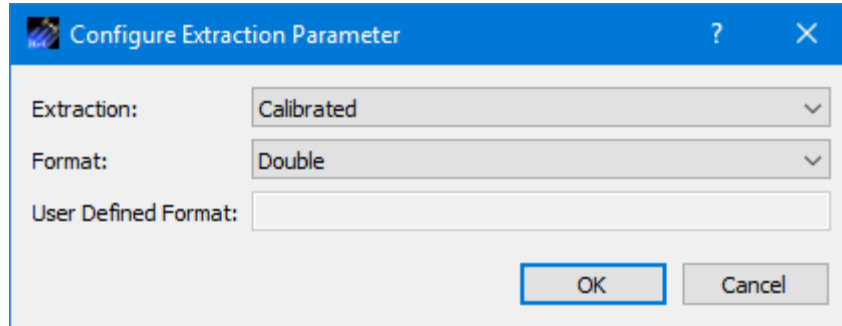 Configure Extraction Parameter ?
Extraction: Calibrated
Format: Double
User Defined Format:
OK Cancel